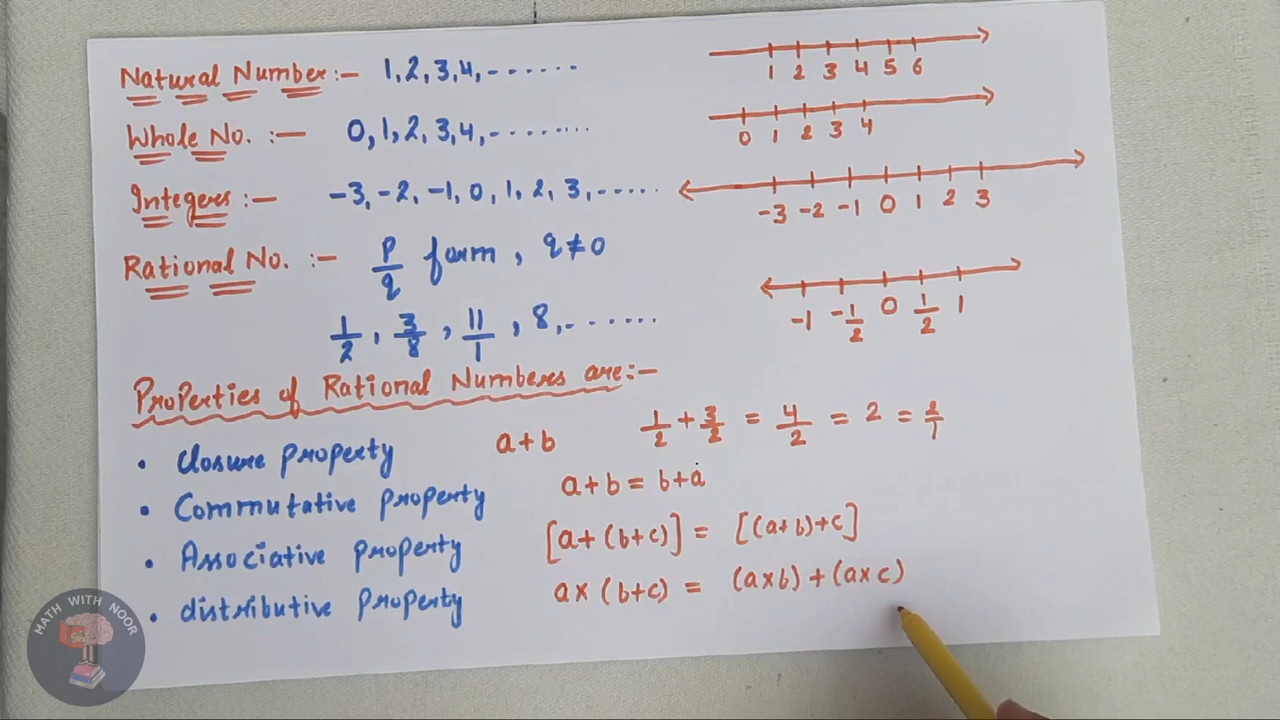 Natural Number:- 1, 2, 3, 4, -.......
1 2 3 4 5 6
Whole No. :- 0, 1, 2, 3, 4, -.......
0 1 2 3 4
Integers :- -3, -2, -1, 0, 1, 2, 3, -.....
-3 -2 -1 0 1 2 3
Rational No. :- P/q form, q≠0
-1 -1/2 0 1/2 1
1/2, 3/8, 11/1, 8, -.......
Properties of Rational Numbers are:-
• Closure property a+b 1/2 + 3/2 = 4/2 = 2 = 2/1
• Commutative property a+b = b+a
• Associative property [a+(b+c)] = [(a+b)+c]
• distributive property a×(b+c) = (a×b)+(a×c)
MATH WITH NOOR